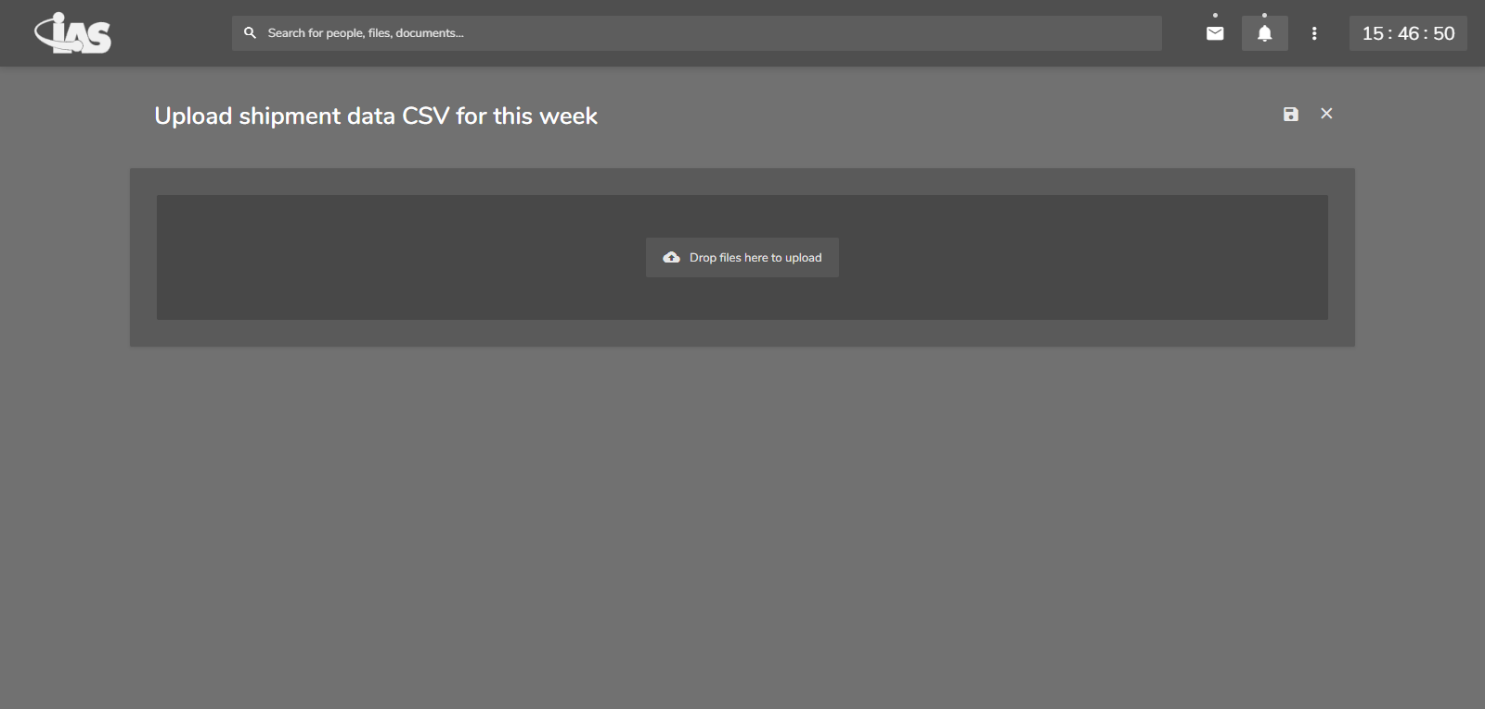 iAS
Search for people, files, documents...
15 : 46 : 50
Upload shipment data CSV for this week
Drop files here to upload